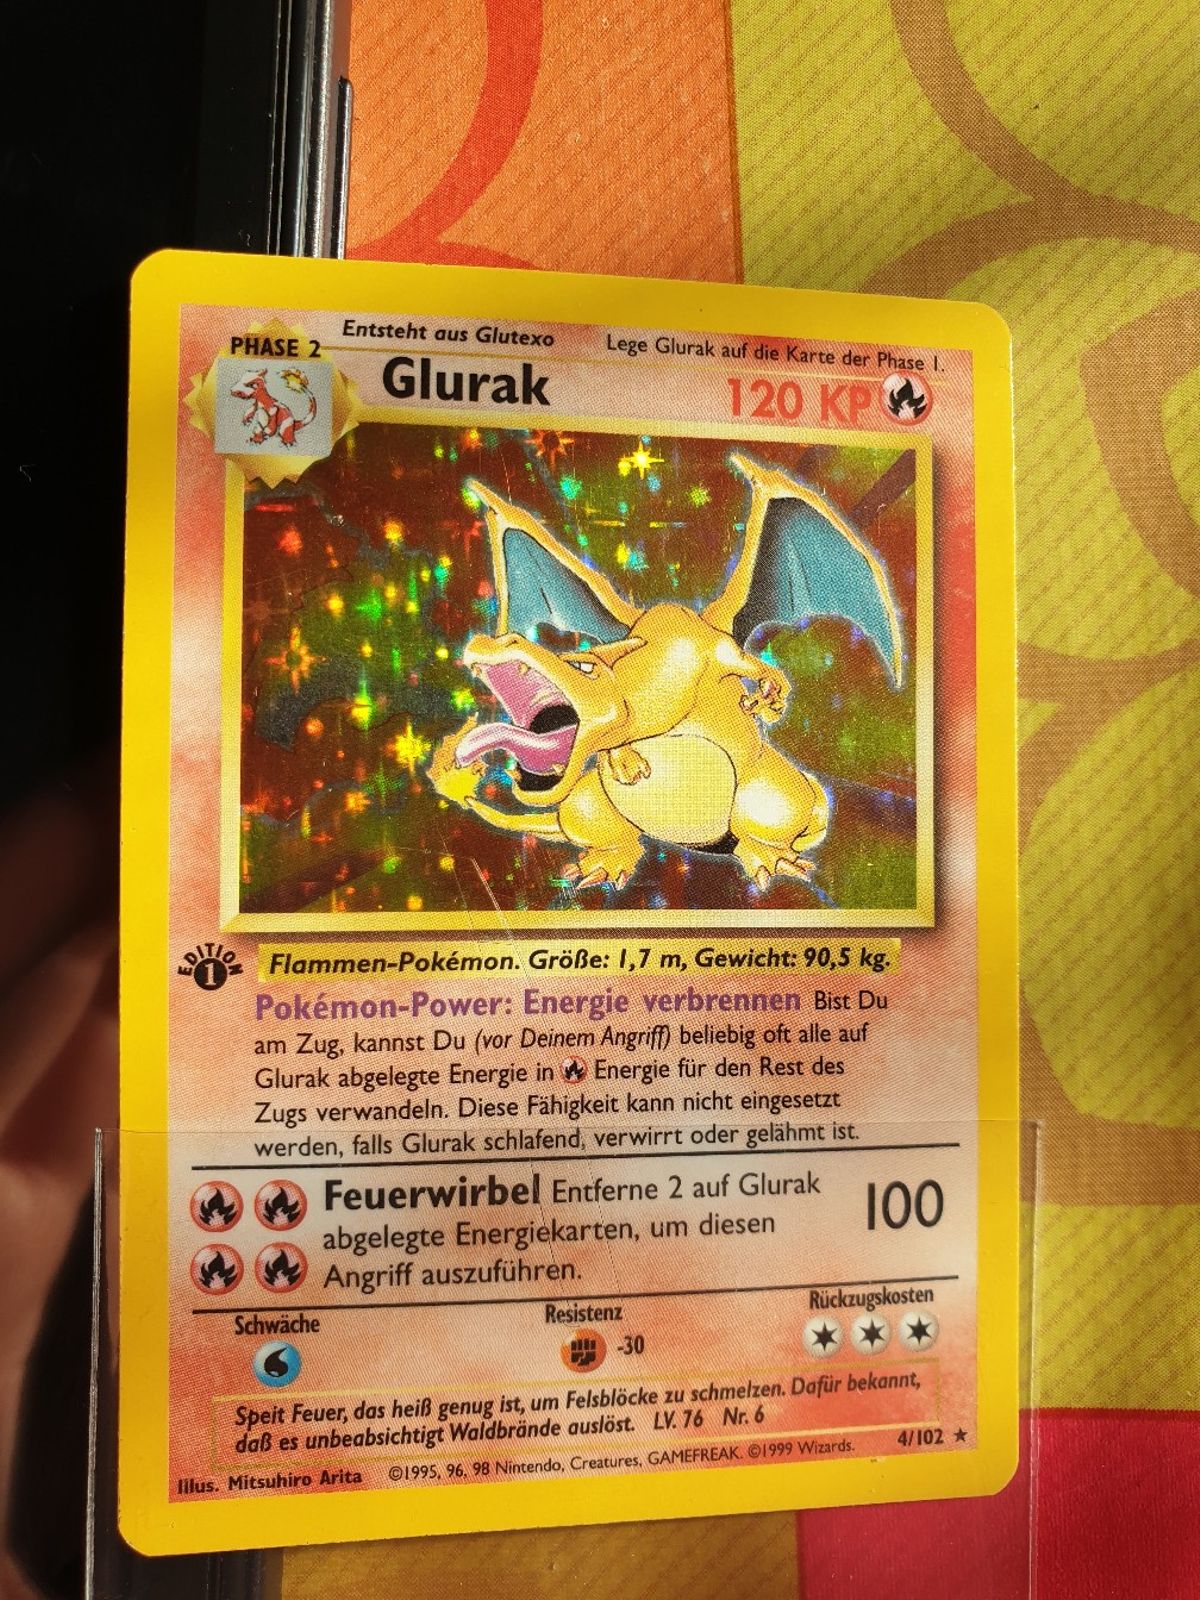 Entsteht aus Glutexo
Lege Glurak auf die Karte der Phase 1.
PHASE 2
Glurak
120 KP
EDITION
1
Flammen-Pokémon. Größe: 1,7 m, Gewicht: 90,5 kg.
Pokémon-Power: Energie verbrennen Bist Du
am Zug, kannst Du (vor Deinem Angriff) beliebig oft alle auf
Glurak abgelegte Energie in Energie für den Rest des
Zugs verwandeln. Diese Fähigkeit kann nicht eingesetzt
werden, falls Glurak schlafend, verwirrt oder gelähmt ist.
Feuerwirbel Entferne 2 auf Glurak
abgelegte Energiekarten, um diesen
Angriff auszuführen.
100
Schwäche
Resistenz
Rückzugskosten
-30
Speit Feuer, das heiß genug ist, um Felsblöcke zu schmelzen. Dafür bekannt,
daß es unbeabsichtigt Waldbrände auslöst. LV. 76 Nr. 6
Illus. Mitsuhiro Arita ©1995, 96, 98 Nintendo, Creatures, GAMEFREAK. ©1999 Wizards. 4/102 ★